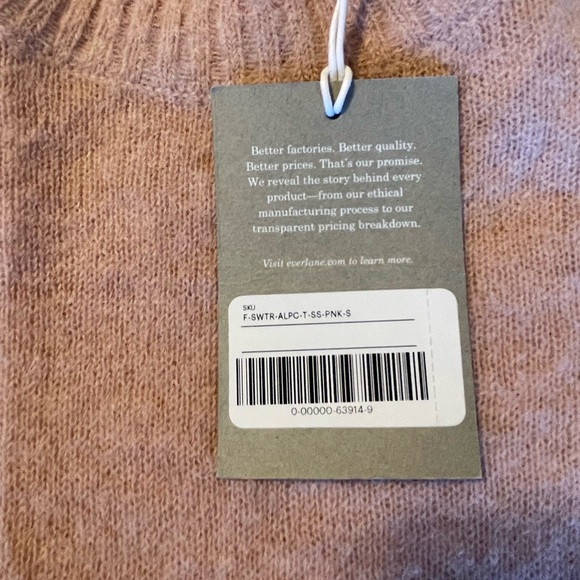 Better factories. Better quality.
Better prices. That's our promise.
We reveal the story behind every
product—from our ethical
manufacturing process to our
transparent pricing breakdown.
Visit everlane.com to learn more.
SKU
F-SWTR-ALPC-T-SS-PNK-S
0-00000-63914-9